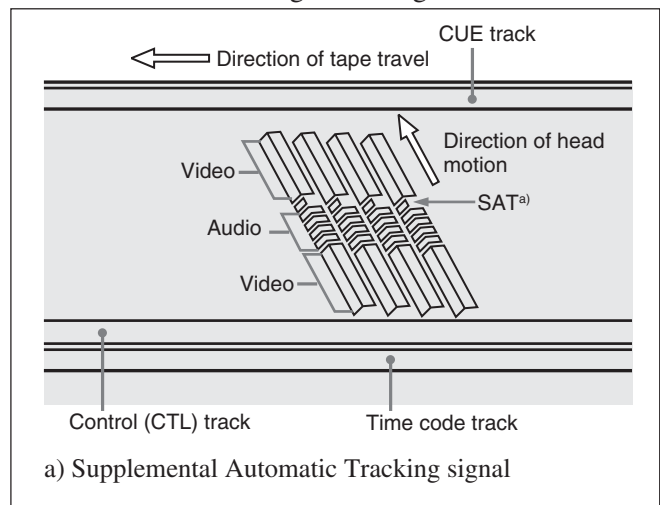 CUE track
Direction of tape travel
Direction of head
motion
Video
SATa)
Audio
Video
Control (CTL) track
Time code track
a) Supplemental Automatic Tracking signal